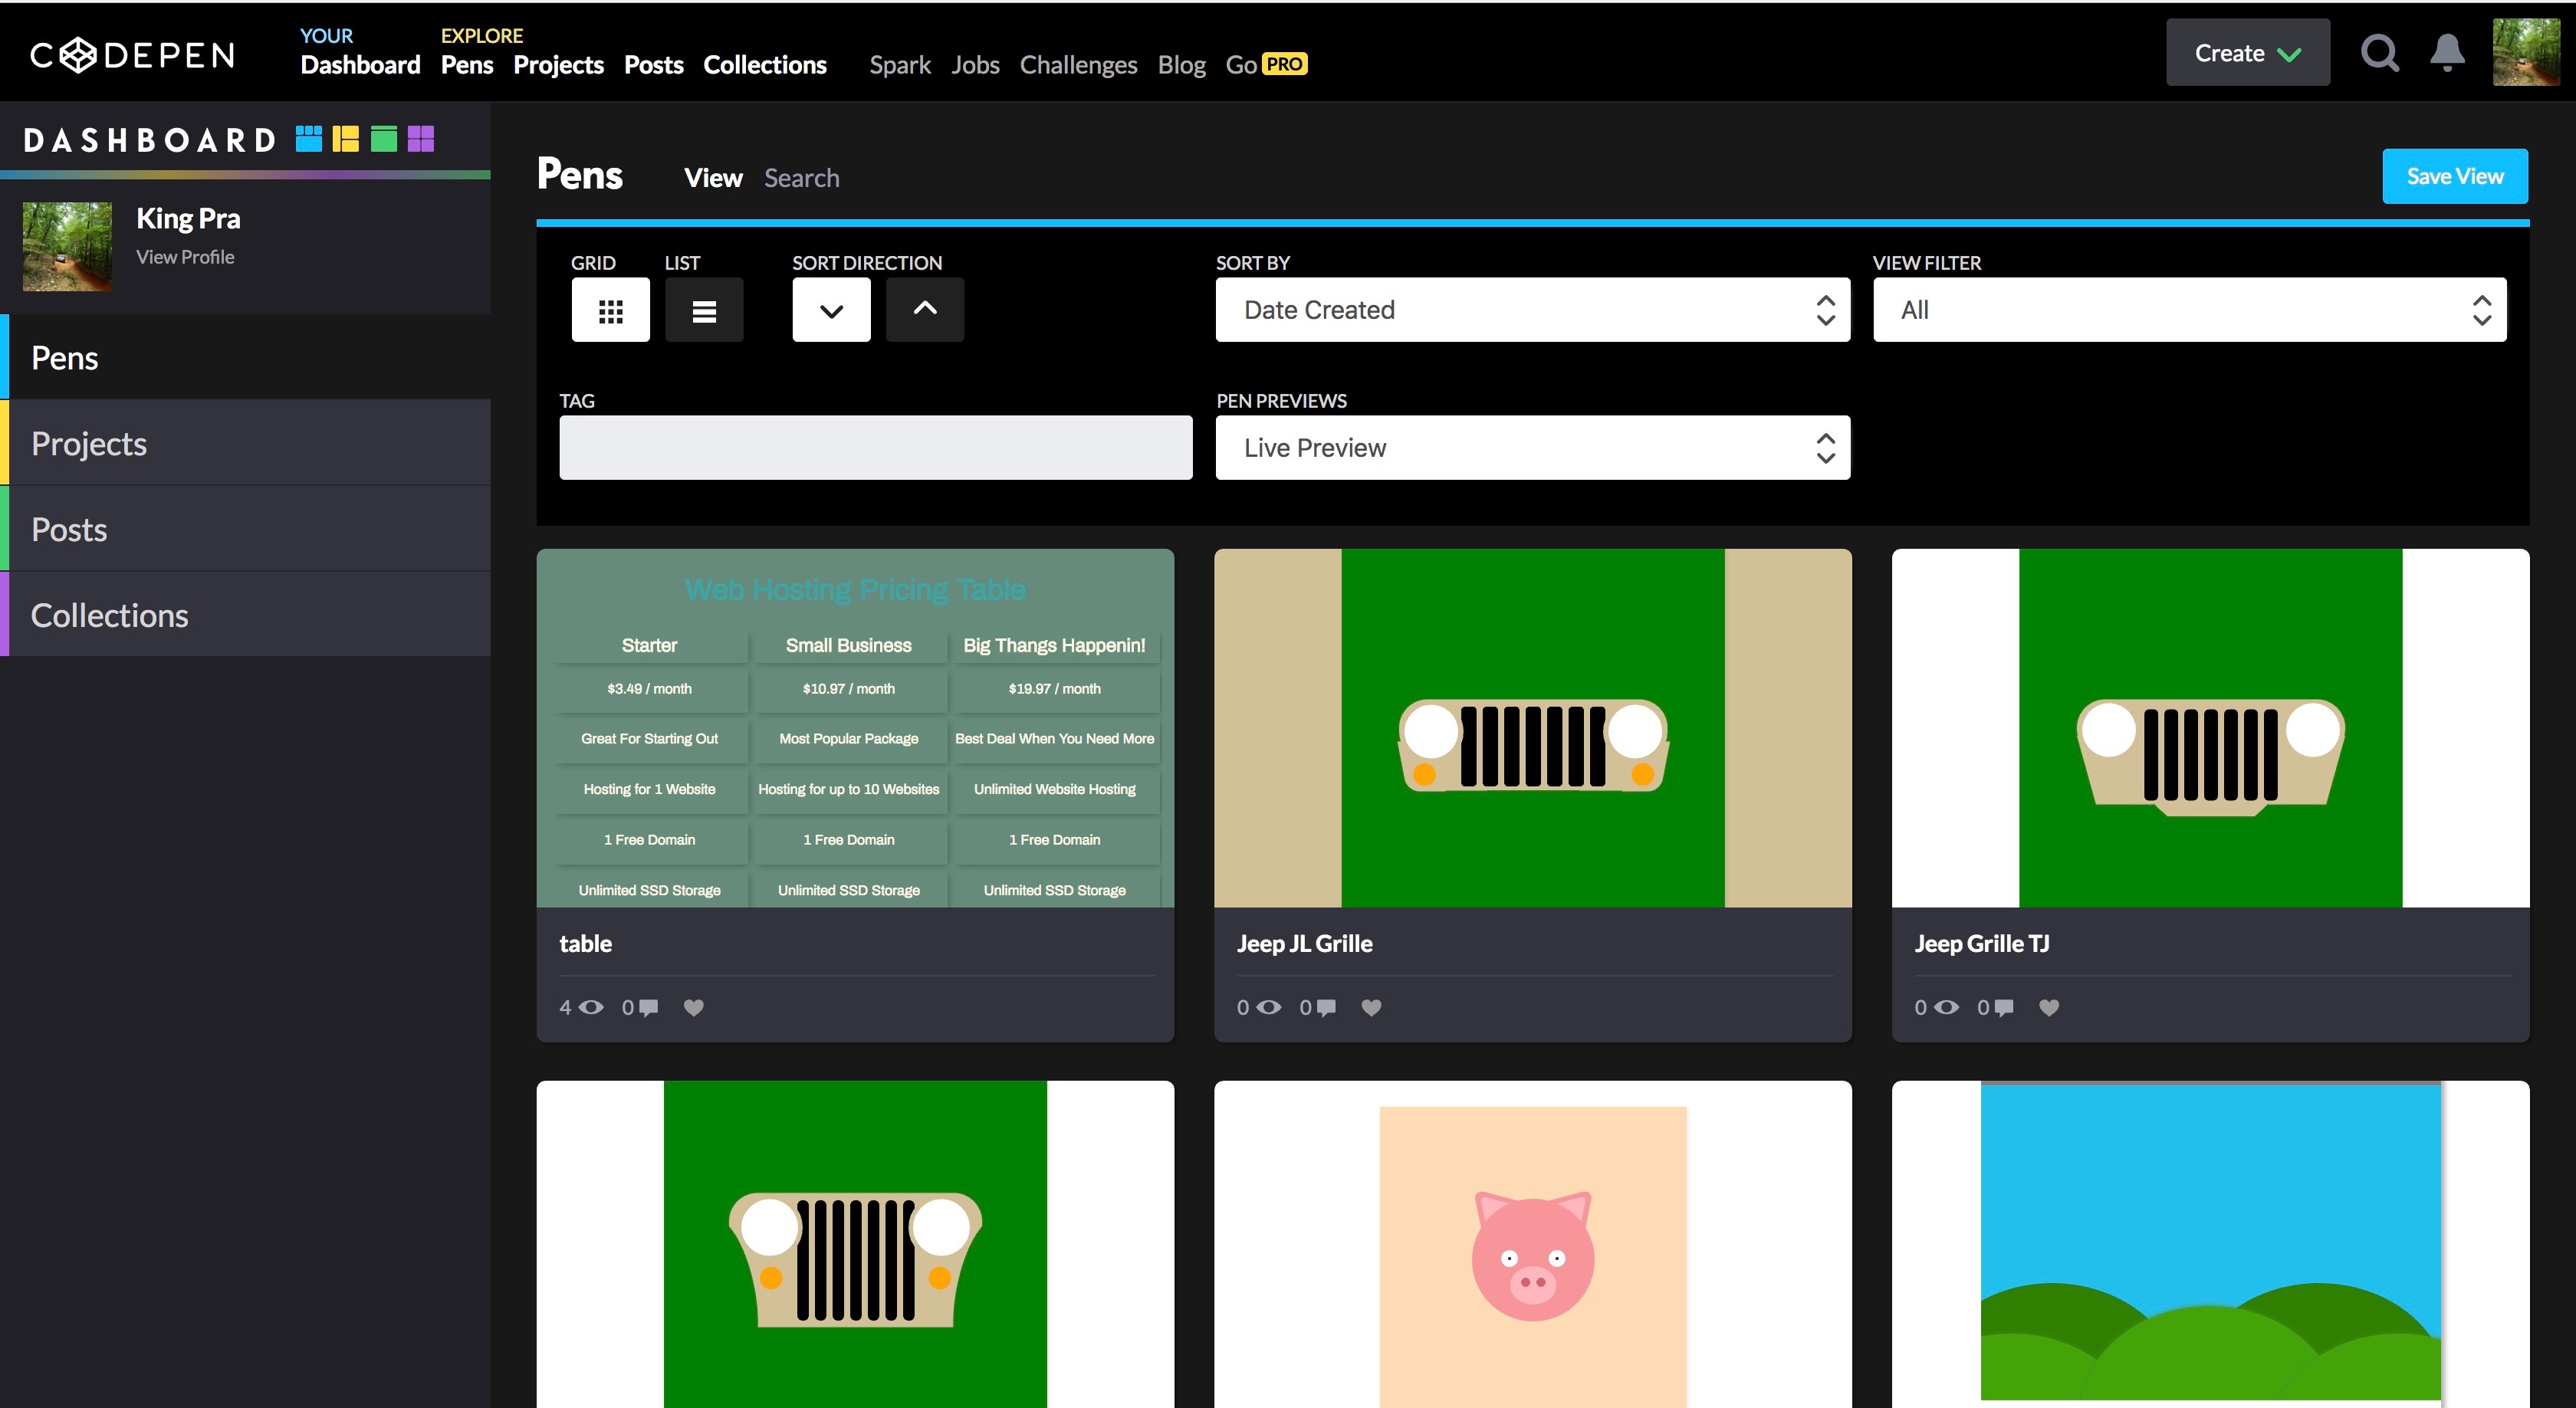 CODEPEN
YOUR
Dashboard
EXPLORE
Pens Projects Posts Collections
Spark Jobs Challenges Blog Go PRO
Create
DASHBOARD
King Pra
View Profile
Pens
Projects
Posts
Collections
Pens View Search
Save View
GRID LIST SORT DIRECTION
SORT BY
Date Created
VIEW FILTER
All
TAG
PEN PREVIEWS
Live Preview
Web Hosting Pricing Table
Starter Small Business Big Thangs Happenin!
$3.49 / month $10.97 / month $19.97 / month
Great For Starting Out Most Popular Package Best Deal When You Need More
Hosting for 1 Website Hosting for up to 10 Websites Unlimited Website Hosting
1 Free Domain 1 Free Domain 1 Free Domain
Unlimited SSD Storage Unlimited SSD Storage Unlimited SSD Storage
table
4 0
Jeep JL Grille
0 0
Jeep Grille TJ
0 0